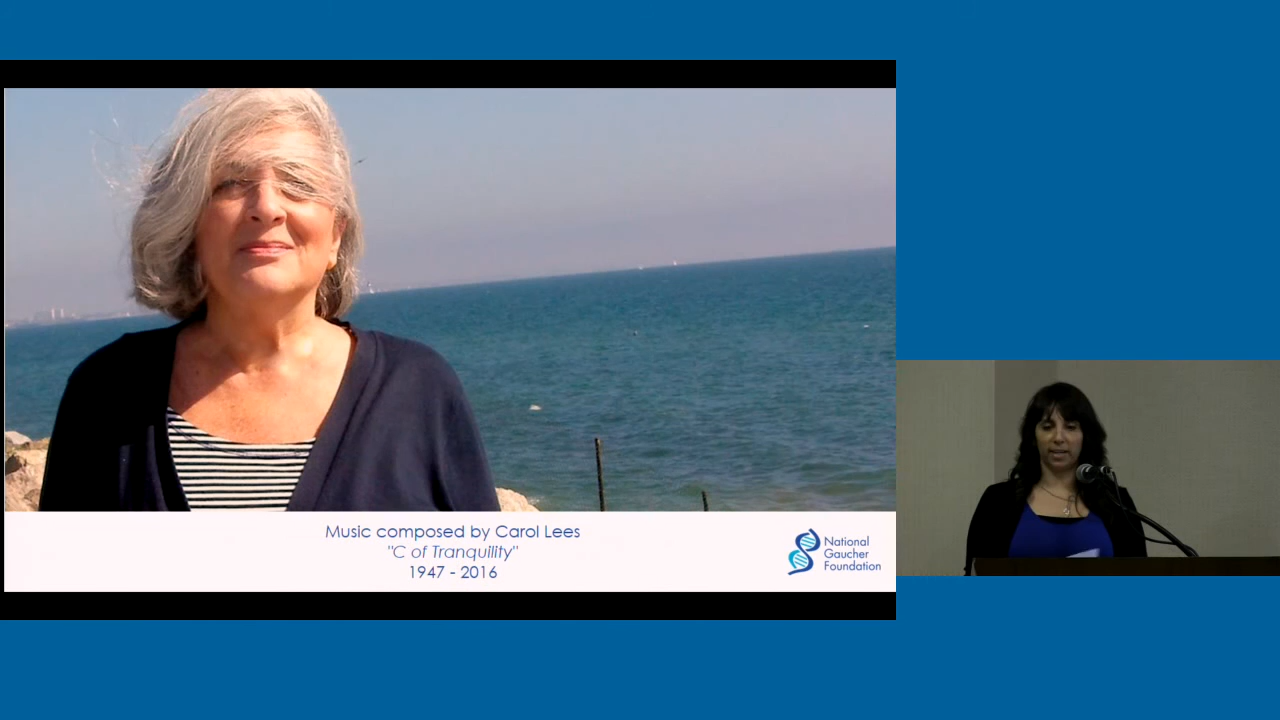 Music composed by Carol Lees
"C of Tranquility"
1947 - 2016
National
Gaucher
Foundation